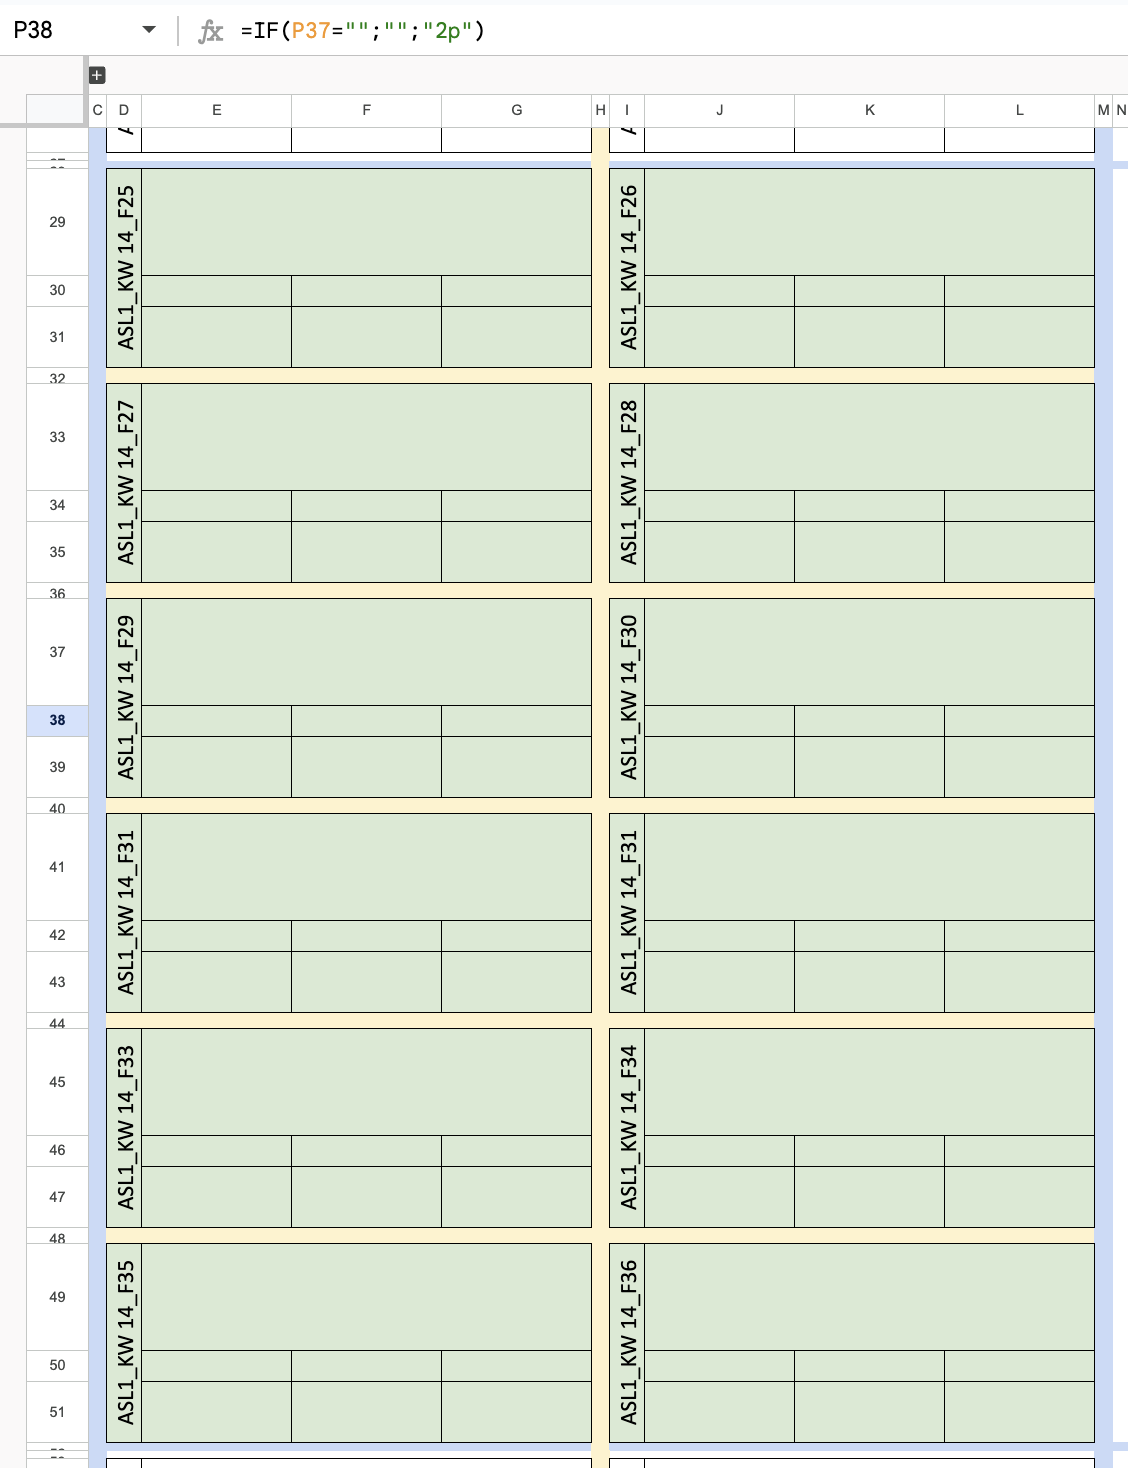 P38 =IF(P37="";"";"2p")
C D E F G H I J K L M N
29 ASL1_KW 14_F25 ASL1_KW 14_F26
30
31
32
33 ASL1_KW 14_F27 ASL1_KW 14_F28
34
35
36
37 ASL1_KW 14_F29 ASL1_KW 14_F30
38
39
40
41 ASL1_KW 14_F31 ASL1_KW 14_F31
42
43
44
45 ASL1_KW 14_F33 ASL1_KW 14_F34
46
47
48
49 ASL1_KW 14_F35 ASL1_KW 14_F36
50
51